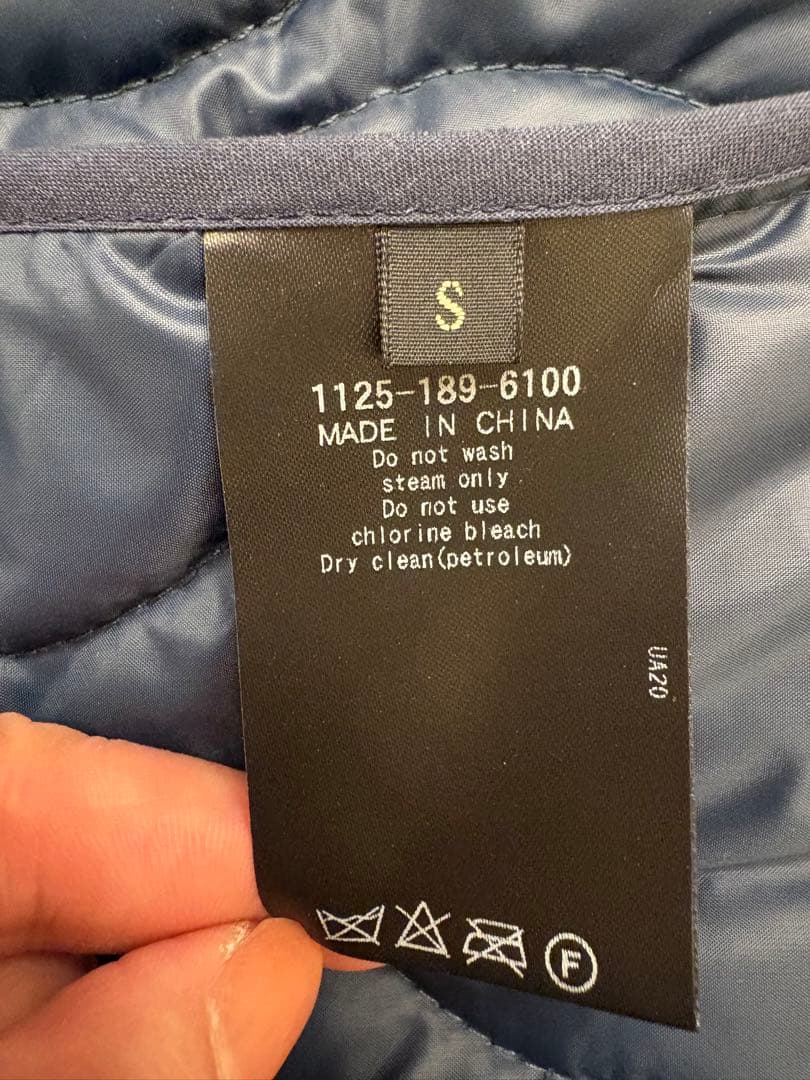 S
1125-189-6100
MADE IN CHINA
Do not wash
steam only
Do not use
chlorine bleach
Dry clean(petroleum)
UA20
F